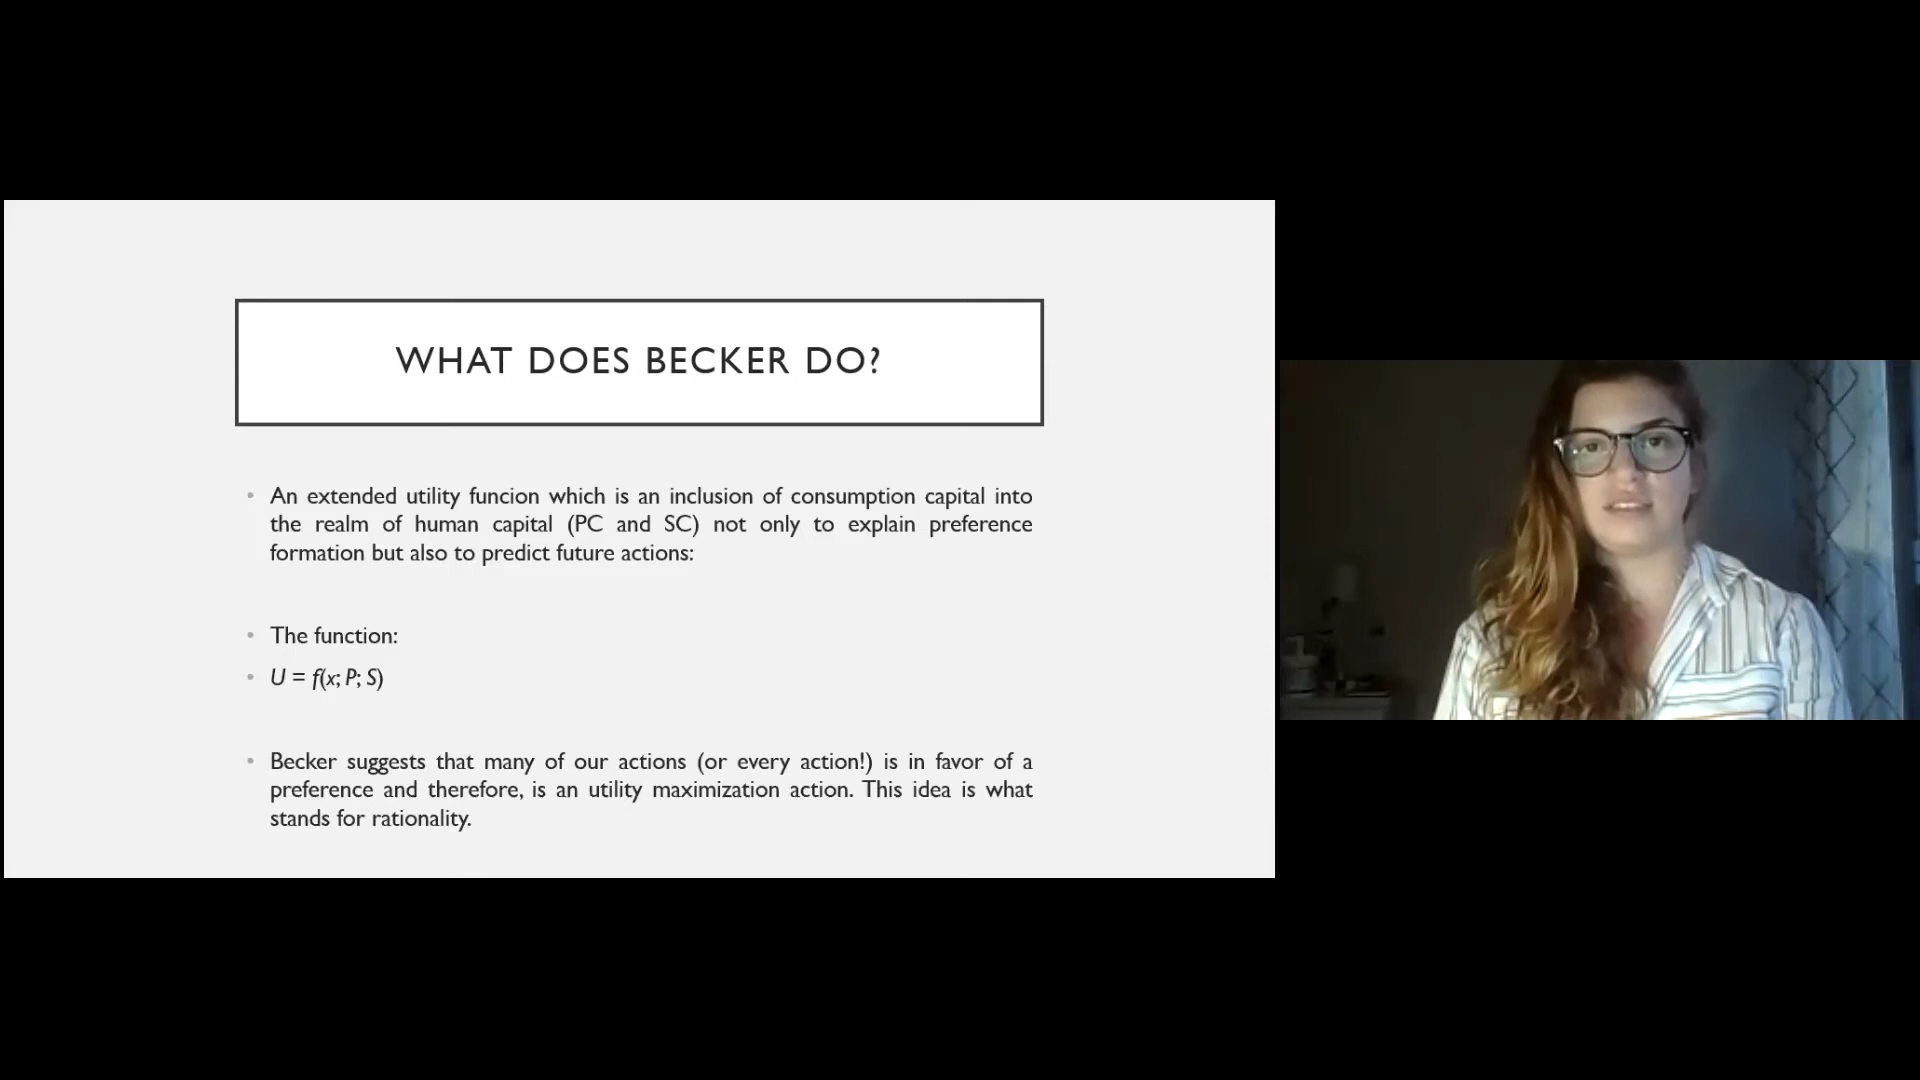 WHAT DOES BECKER DO?
• An extended utility funcion which is an inclusion of consumption capital into
the realm of human capital (PC and SC) not only to explain preference
formation but also to predict future actions:
• The function:
• U = f(x; P; S)
• Becker suggests that many of our actions (or every action!) is in favor of a
preference and therefore, is an utility maximization action. This idea is what
stands for rationality.